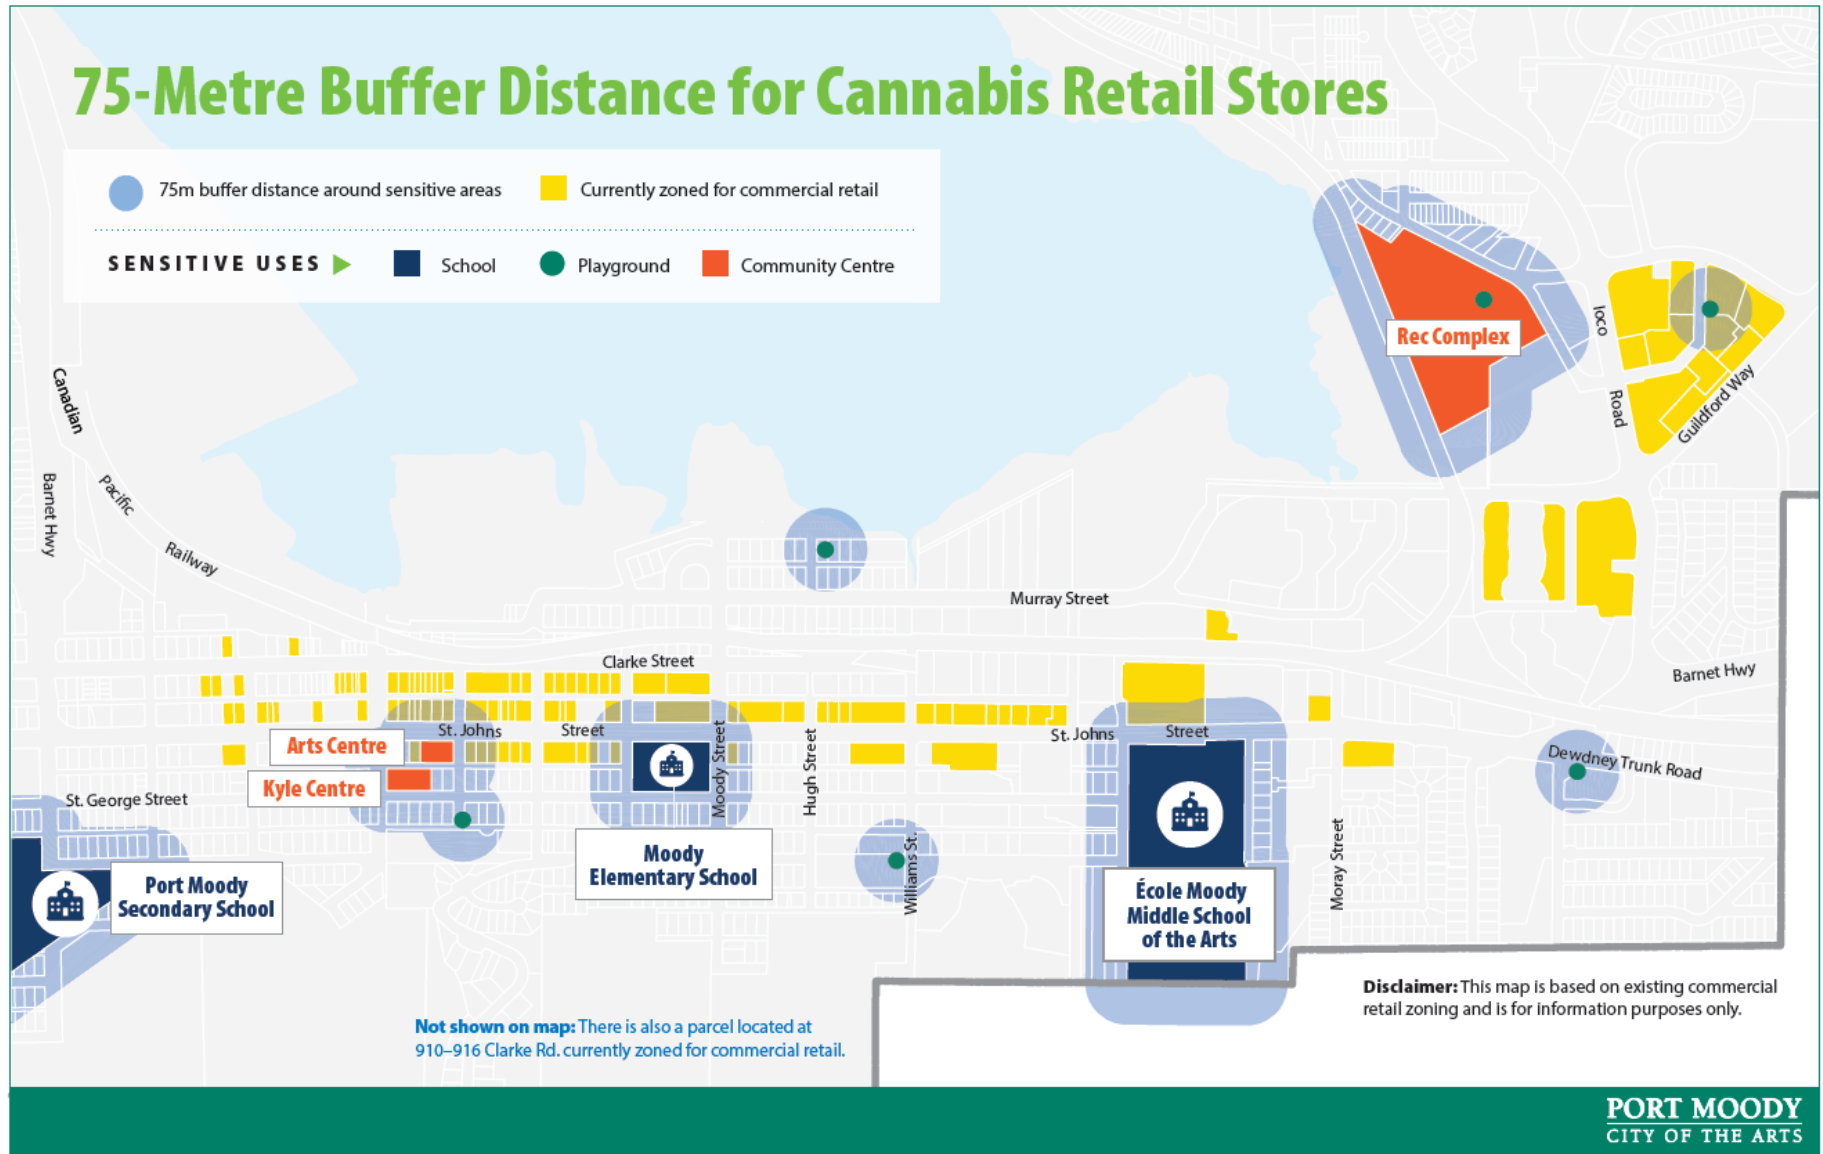 75-Metre Buffer Distance for Cannabis Retail Stores
75m buffer distance around sensitive areas
Currently zoned for commercial retail
SENSITIVE USES
School
Playground
Community Centre
Rec Complex
Ioco
Road
Guildford Way
Canadian
Pacific
Railway
Barnet Hwy
Murray Street
Clarke Street
Barnet Hwy
St. Johns
Street
St. Johns
Street
Arts Centre
Kyle Centre
Moody Street
Hugh Street
Dewdney Trunk Road
St. George Street
Moody
Elementary School
Williams St.
Moray Street
Port Moody
Secondary School
École Moody
Middle School
of the Arts
Not shown on map: There is also a parcel located at
910–916 Clarke Rd. currently zoned for commercial retail.
Disclaimer: This map is based on existing commercial
retail zoning and is for information purposes only.
PORT MOODY
CITY OF THE ARTS